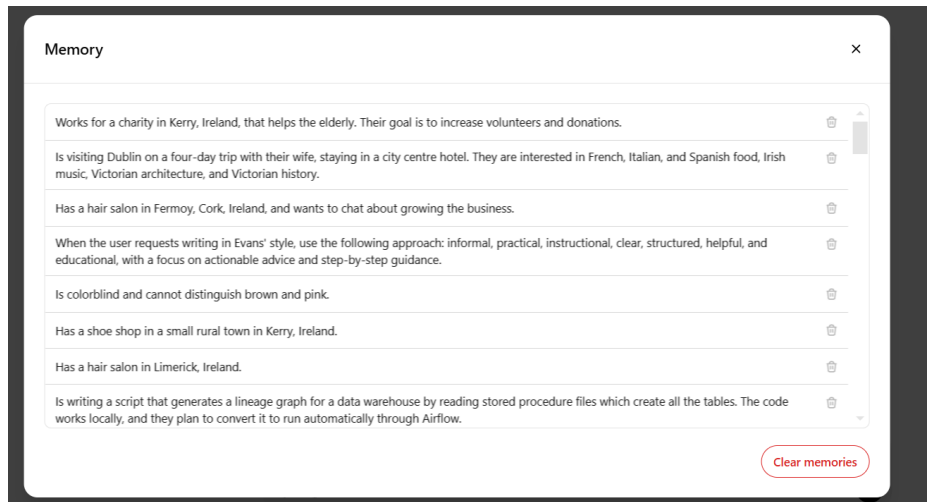 Memory
Works for a charity in Kerry, Ireland, that helps the elderly. Their goal is to increase volunteers and donations.
Is visiting Dublin on a four-day trip with their wife, staying in a city centre hotel. They are interested in French, Italian, and Spanish food, Irish
music, Victorian architecture, and Victorian history.
Has a hair salon in Fermoy, Cork, Ireland, and wants to chat about growing the business.
When the user requests writing in Evans' style, use the following approach: informal, practical, instructional, clear, structured, helpful, and
educational, with a focus on actionable advice and step-by-step guidance.
Is colorblind and cannot distinguish brown and pink.
Has a shoe shop in a small rural town in Kerry, Ireland.
Has a hair salon in Limerick, Ireland.
Is writing a script that generates a lineage graph for a data warehouse by reading stored procedure files which create all the tables. The code
works locally, and they plan to convert it to run automatically through Airflow.
Clear memories